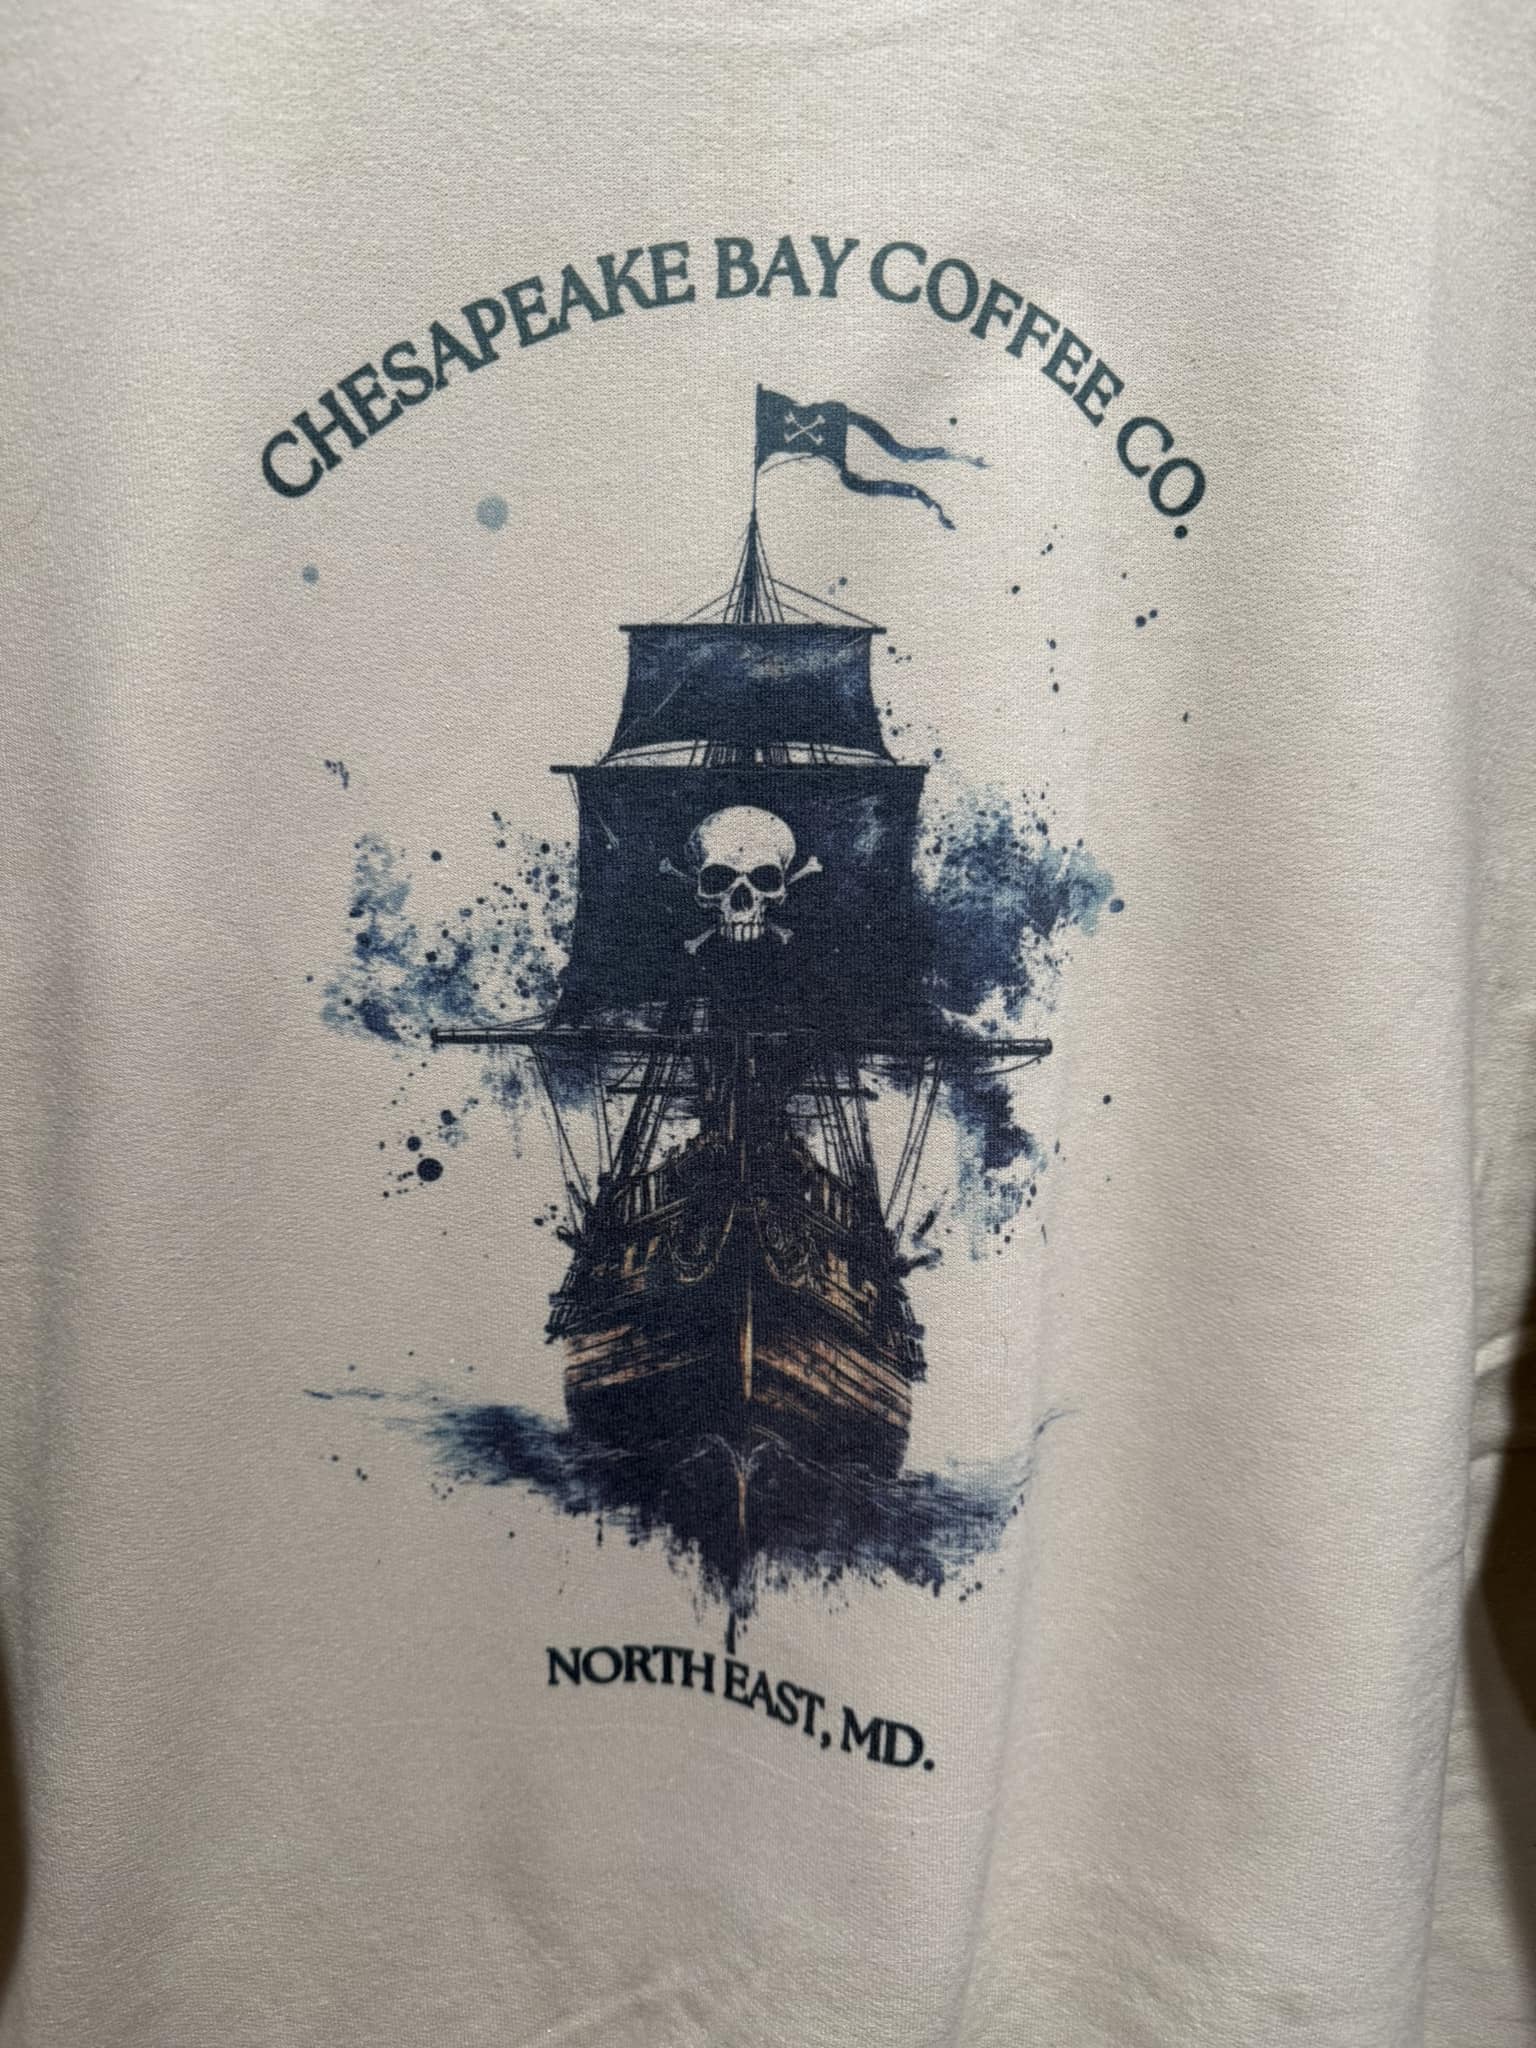 CHESAPEAKE BAY COFFEE CO.
NORTH EAST, MD.